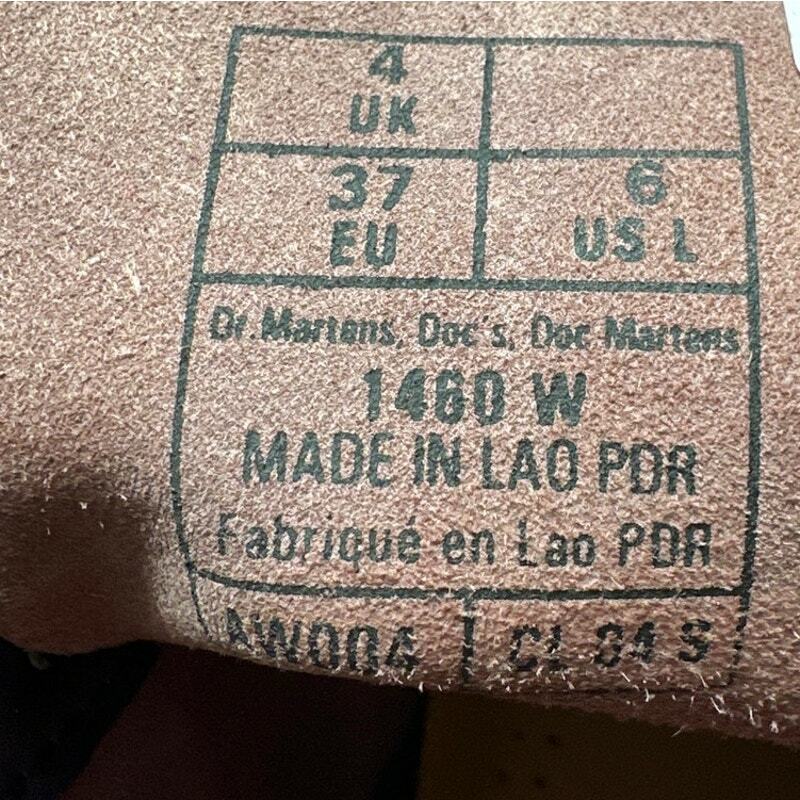 4
UK
37
EU
6
US L
Dr.Martens, Doc's, Doc Martens
1460 W
MADE IN LAO PDR
Fabriqué en Lao PDR
AW004
CL 04 S